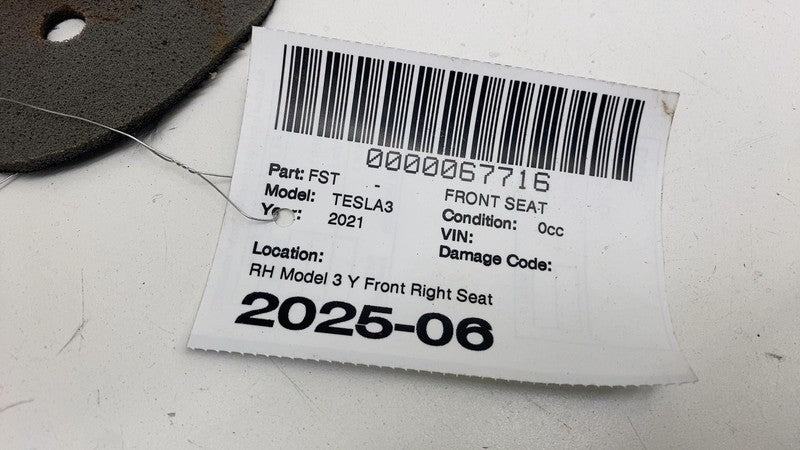 0000067716
Part: FST -
FRONT SEAT
Model: TESLA3
Condition: 0cc
Year: 2021
VIN:
Damage Code:
Location:
RH Model 3 Y Front Right Seat
2025-06